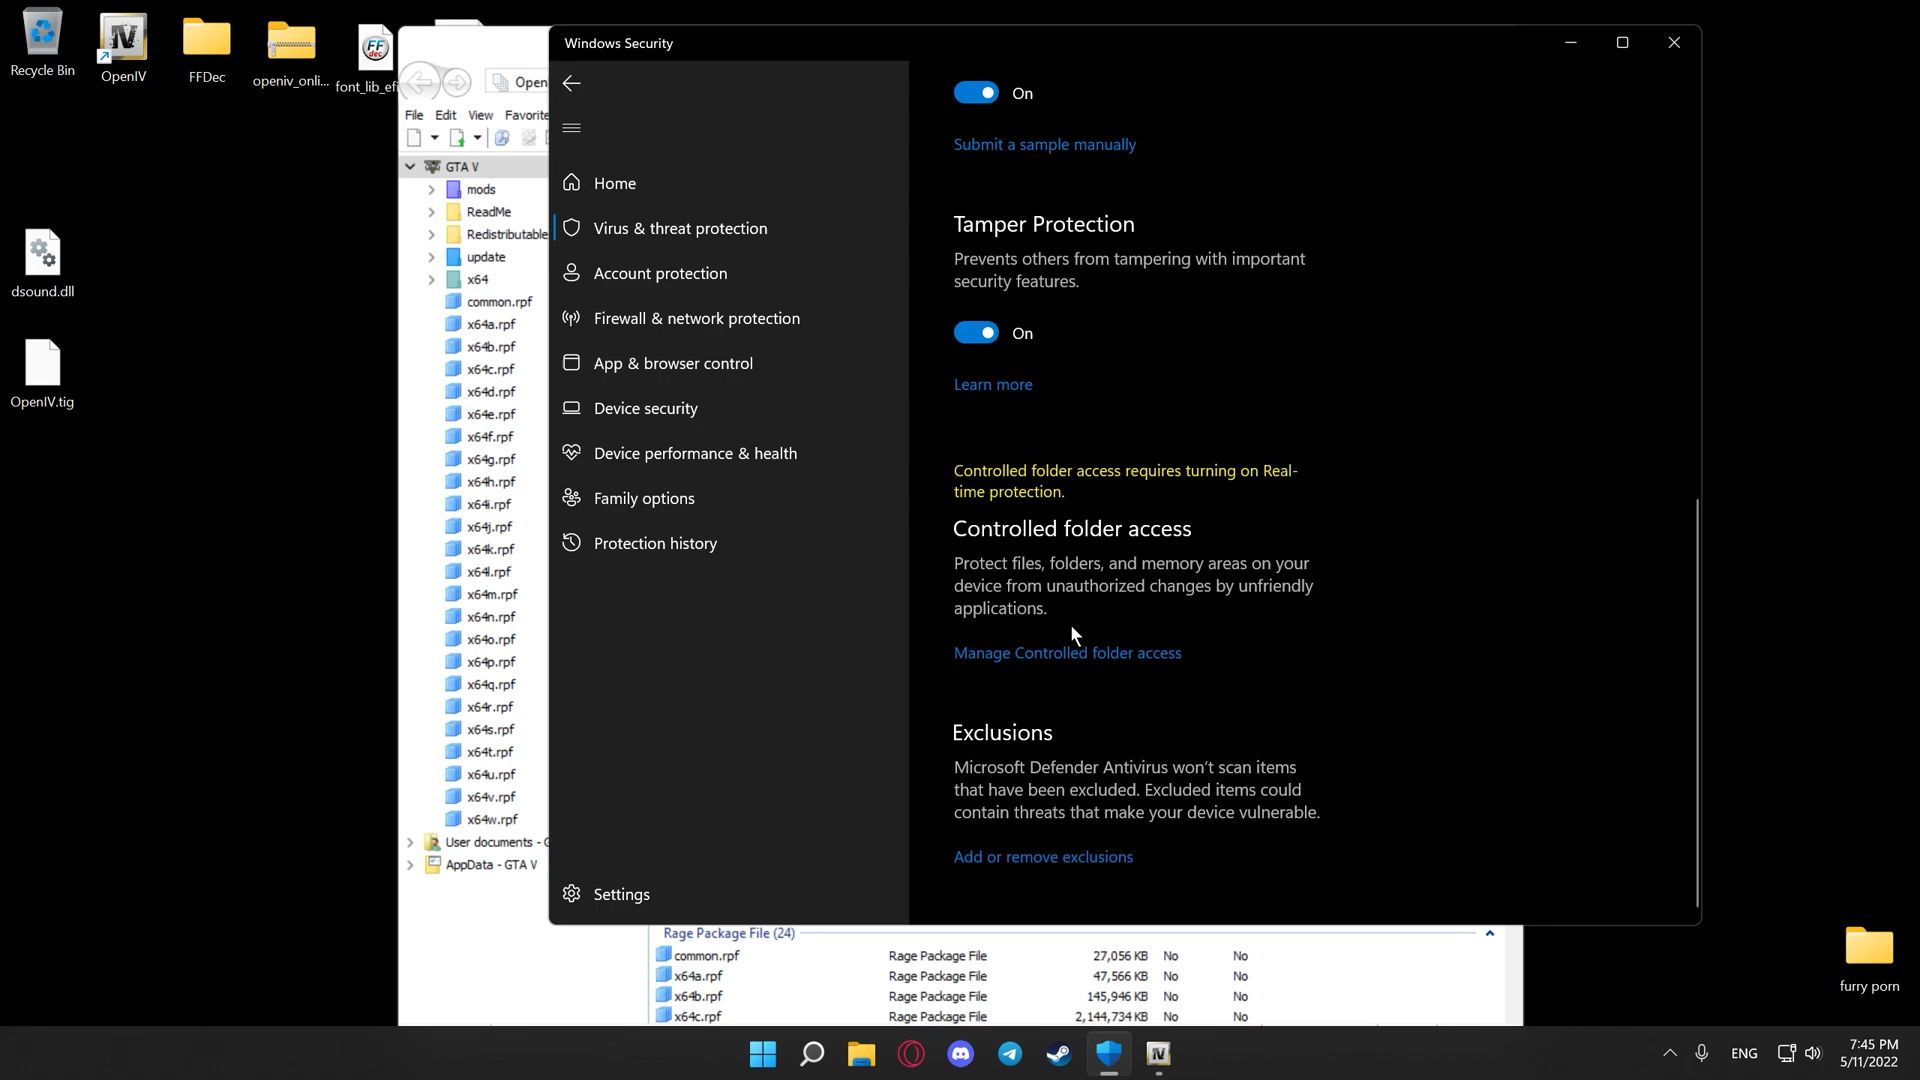 Recycle Bin
OpenIV
FFDec
openiv_onli...
font_lib_efi
dsound.dll
OpenIV.tig
furry porn
Open
File Edit View Favorite
GTA V
mods
ReadMe
Redistributable
update
x64
common.rpf
x64a.rpf
x64b.rpf
x64c.rpf
x64d.rpf
x64e.rpf
x64f.rpf
x64g.rpf
x64h.rpf
x64i.rpf
x64j.rpf
x64k.rpf
x64l.rpf
x64m.rpf
x64n.rpf
x64o.rpf
x64p.rpf
x64q.rpf
x64r.rpf
x64s.rpf
x64t.rpf
x64u.rpf
x64v.rpf
x64w.rpf
User documents - G
AppData - GTA V
Windows Security
Home
Virus & threat protection
Account protection
Firewall & network protection
App & browser control
Device security
Device performance & health
Family options
Protection history
Settings
On
Submit a sample manually
Tamper Protection
Prevents others from tampering with important
security features.
On
Learn more
Controlled folder access requires turning on Real-
time protection.
Controlled folder access
Protect files, folders, and memory areas on your
device from unauthorized changes by unfriendly
applications.
Manage Controlled folder access
Exclusions
Microsoft Defender Antivirus won't scan items
that have been excluded. Excluded items could
contain threats that make your device vulnerable.
Add or remove exclusions
Rage Package File (24)
common.rpf Rage Package File 27,056 KB No No
x64a.rpf Rage Package File 47,566 KB No No
x64b.rpf Rage Package File 145,946 KB No No
x64c.rpf Rage Package File 2,144,734 KB No No
ENG
7:45 PM
5/11/2022